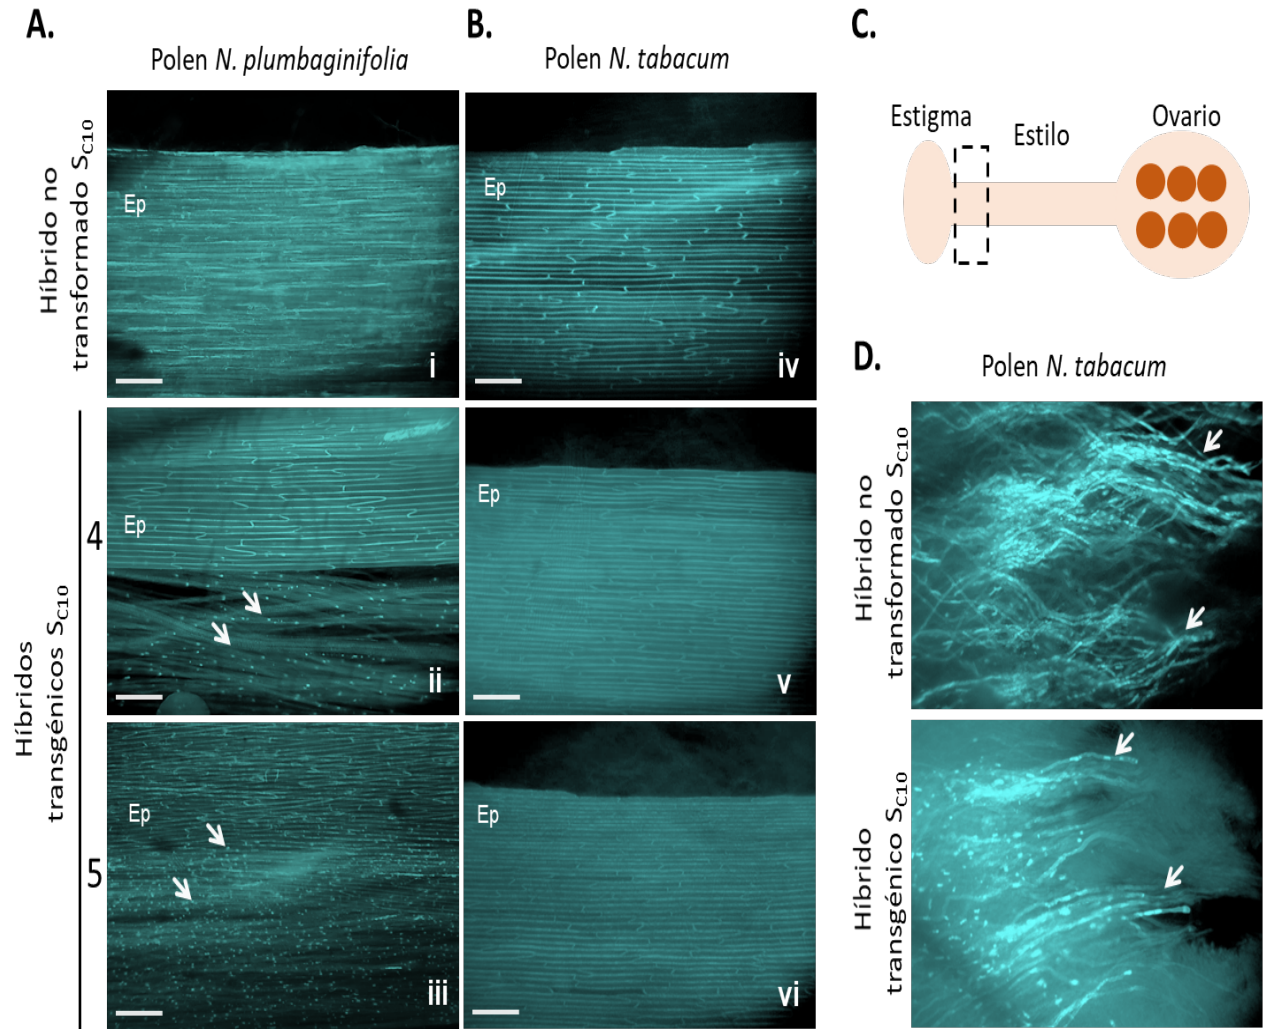 A.
Polen N. plumbaginifolia
B.
Polen N. tabacum
Híbrido no
transformado SC10
Ep
i
Ep
iv
Híbridos
transgénicos SC10
4
Ep
ii
Ep
v
5
Ep
iii
Ep
vi
C.
Estigma
Estilo
Ovario
D.
Polen N. tabacum
Híbrido no
transformado SC10
Híbrido
transgénico SC10